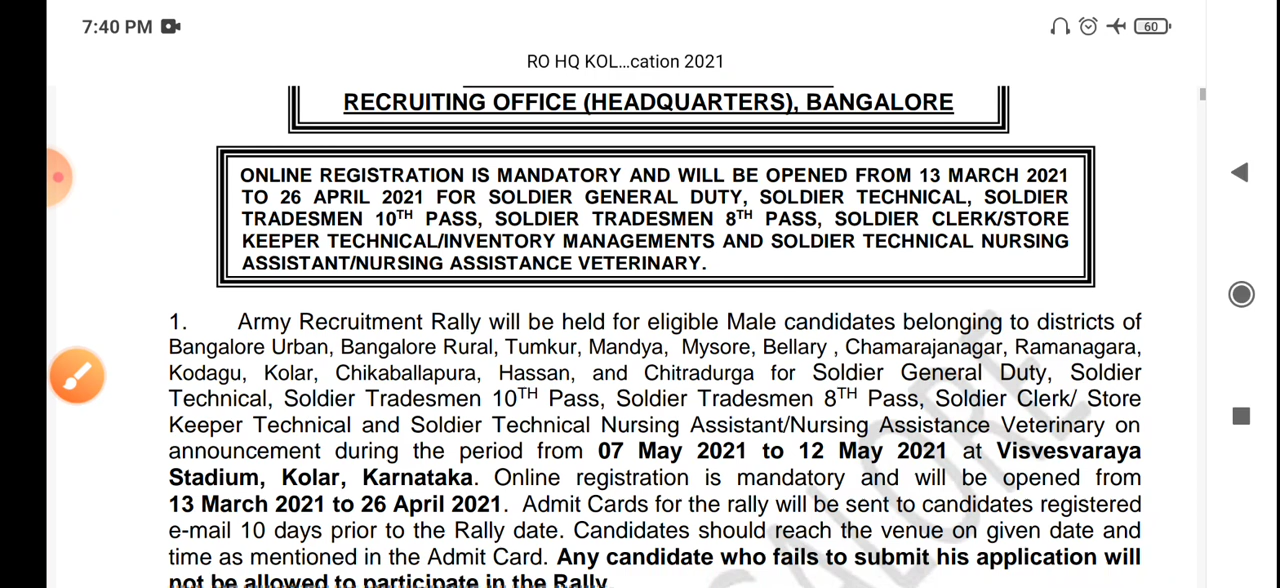 7:40 PM
60
RO HQ KOL...cation 2021
RECRUITING OFFICE (HEADQUARTERS), BANGALORE
ONLINE REGISTRATION IS MANDATORY AND WILL BE OPENED FROM 13 MARCH 2021
TO 26 APRIL 2021 FOR SOLDIER GENERAL DUTY, SOLDIER TECHNICAL, SOLDIER
TRADESMEN 10TH PASS, SOLDIER TRADESMEN 8TH PASS, SOLDIER CLERK/STORE
KEEPER TECHNICAL/INVENTORY MANAGEMENTS AND SOLDIER TECHNICAL NURSING
ASSISTANT/NURSING ASSISTANCE VETERINARY.
1. Army Recruitment Rally will be held for eligible Male candidates belonging to districts of
Bangalore Urban, Bangalore Rural, Tumkur, Mandya, Mysore, Bellary , Chamarajanagar, Ramanagara,
Kodagu, Kolar, Chikaballapura, Hassan, and Chitradurga for Soldier General Duty, Soldier
Technical, Soldier Tradesmen 10TH Pass, Soldier Tradesmen 8TH Pass, Soldier Clerk/ Store
Keeper Technical and Soldier Technical Nursing Assistant/Nursing Assistance Veterinary on
announcement during the period from 07 May 2021 to 12 May 2021 at Visvesvaraya
Stadium, Kolar, Karnataka. Online registration is mandatory and will be opened from
13 March 2021 to 26 April 2021. Admit Cards for the rally will be sent to candidates registered
e-mail 10 days prior to the Rally date. Candidates should reach the venue on given date and
time as mentioned in the Admit Card. Any candidate who fails to submit his application will
not be allowed to participate in the Rally.